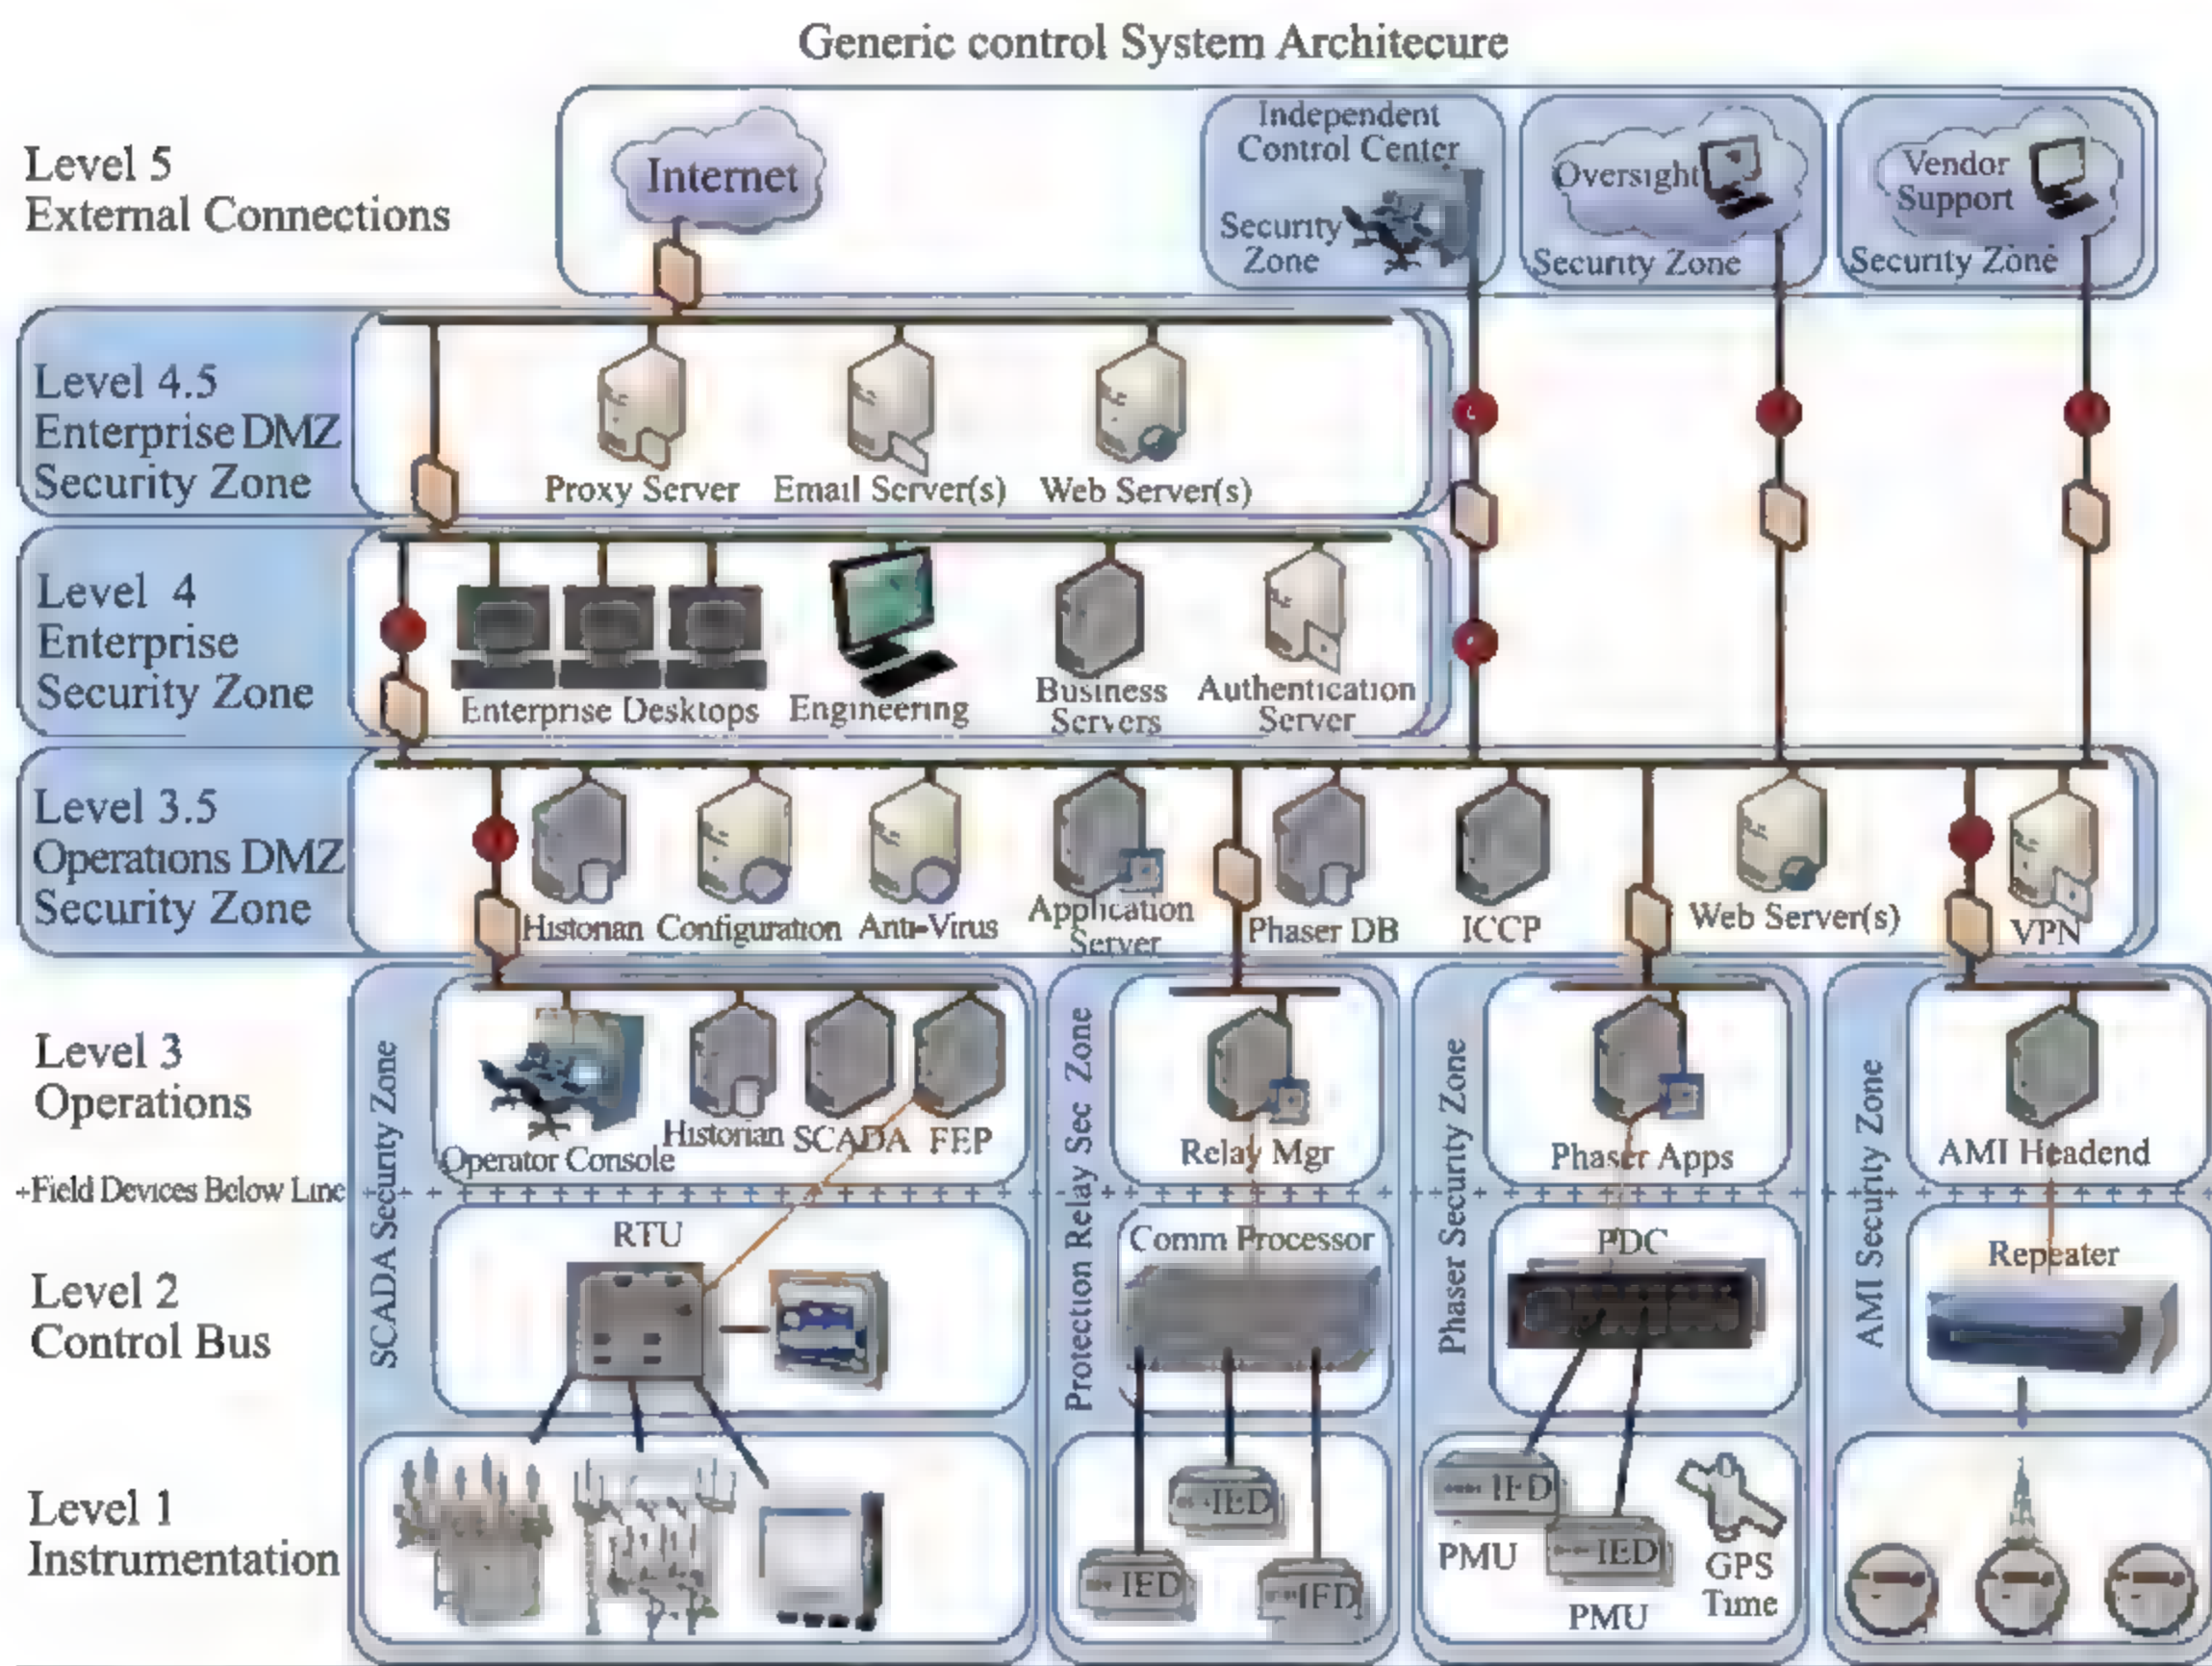 Generic control System Architecure
Level 5
External Connections
Internet
Independent
Control Center
Security
Zone
Oversight
Security Zone
Vendor
Support
Security Zone
Level 4.5
Enterprise DMZ
Security Zone
Proxy Server
Email Server(s)
Web Server(s)
Level 4
Enterprise
Security Zone
Enterprise Desktops
Engineering
Business
Servers
Authentication
Server
Level 3.5
Operations DMZ
Security Zone
Historian
Configuration
Anti-Virus
Application
Server
Phaser DB
ICCP
Web Server(s)
VPN
Level 3
Operations
SCADA Security Zone
Operator Console
Historian
SCADA
FEP
Protection Relay Sec Zone
Relay Mgr
Phaser Security Zone
Phaser Apps
AMI Security Zone
AMI Headend
+Field Devices Below Line
Level 2
Control Bus
RTU
Comm Processor
PDC
Repeater
Level 1
Instrumentation
IED
IED
IED
IED
PMU
IED
PMU
GPS
Time